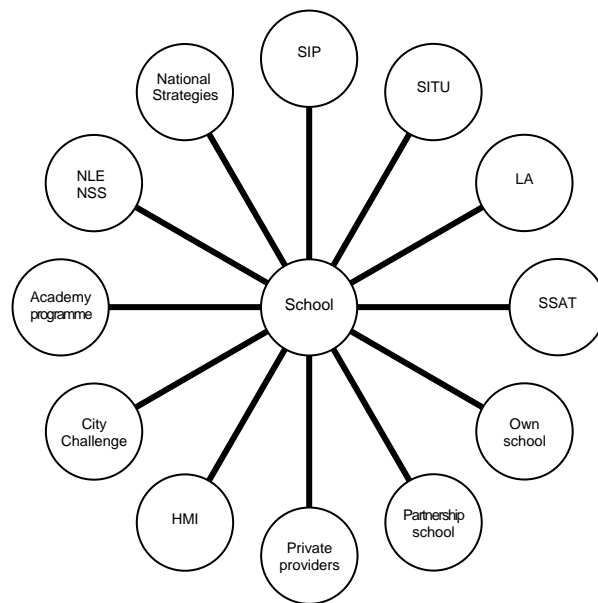 SIP
National
Strategies
SITU
NLE
NSS
LA
Academy
programme
School
SSAT
City
Challenge
Own
school
HMI
Partnership
school
Private
providers